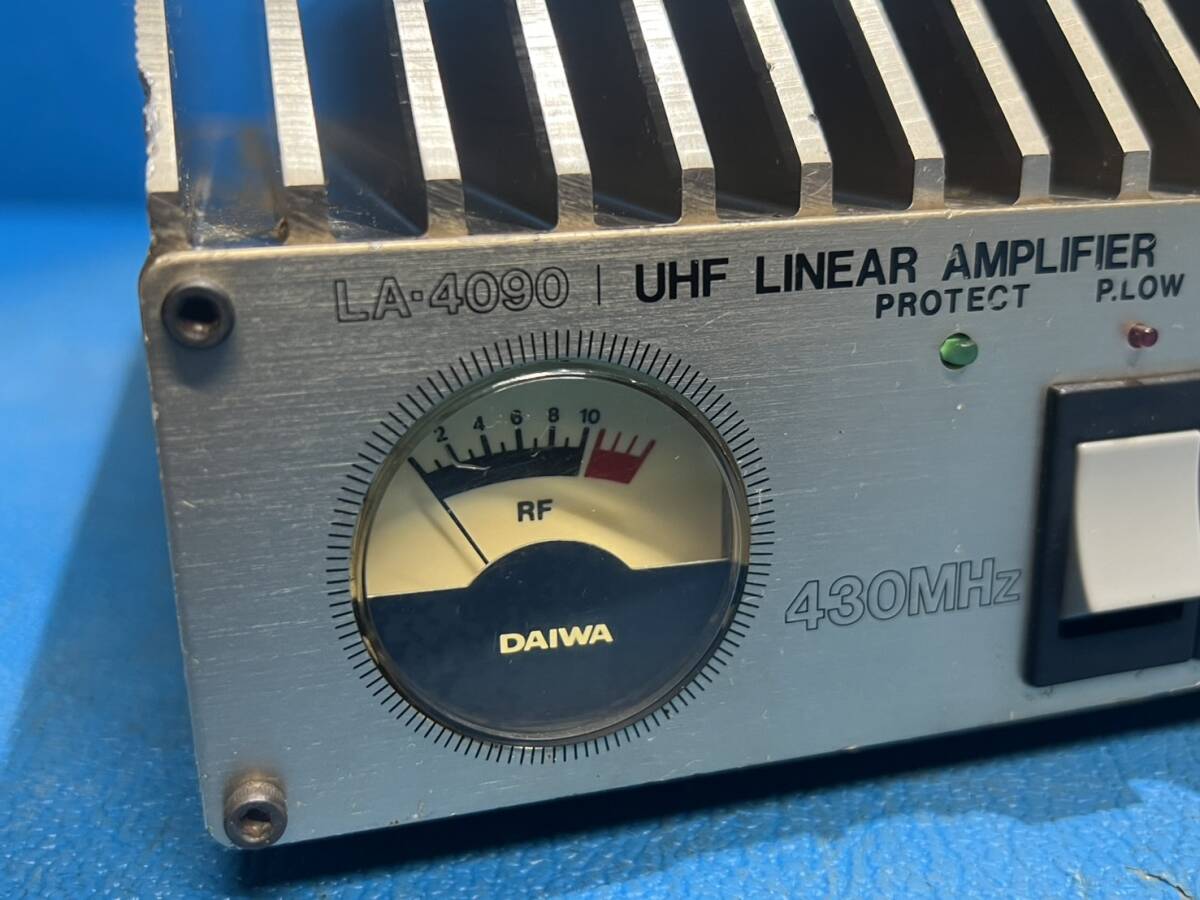 LA-4090 | UHF LINEAR AMPLIFIER
PROTECT P.LOW
2 4 6 8 10
RF
DAIWA
430MHz